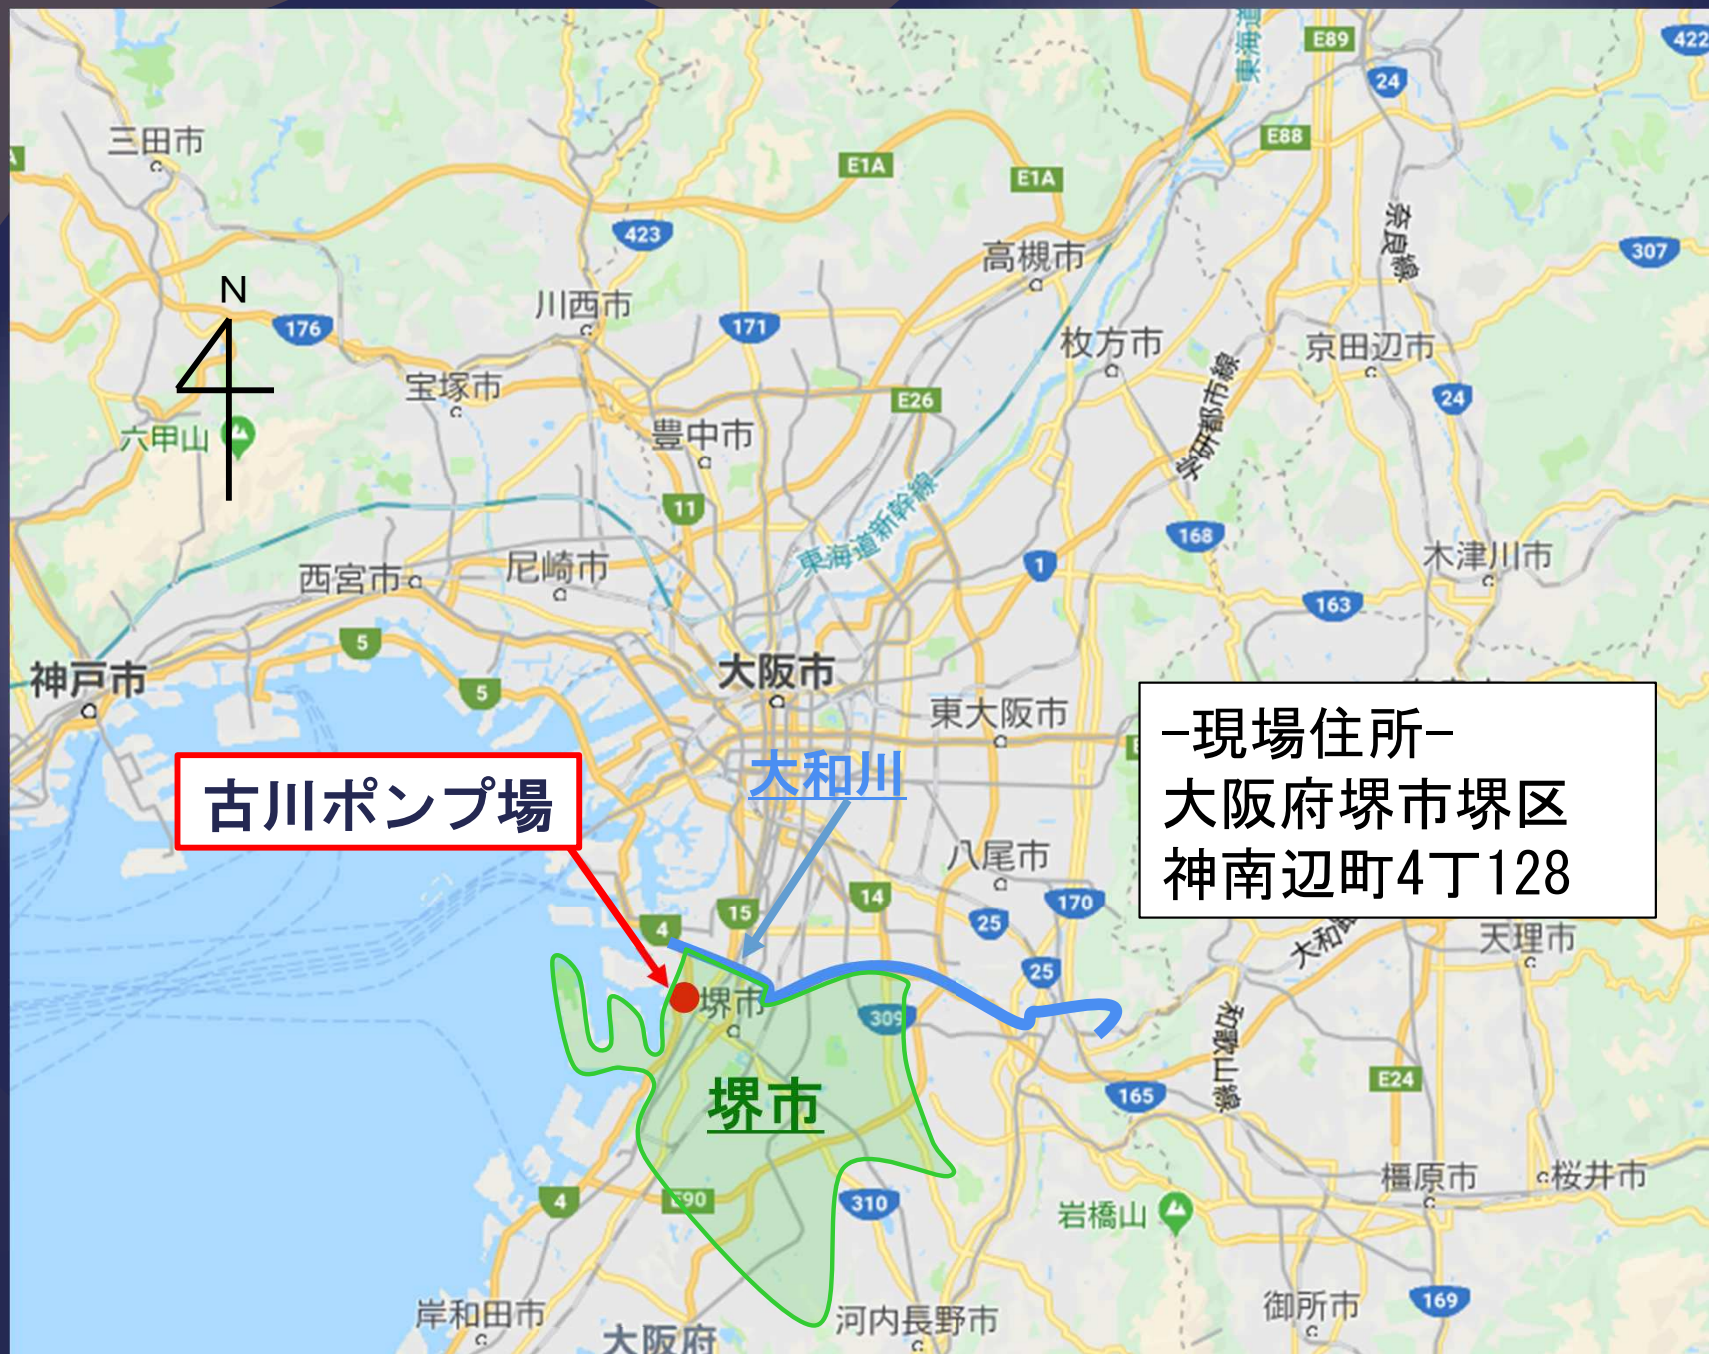 東海道
E89
422
24
三田市
E88
E1A
E1A
奈良線
423
307
高槻市
N
川西市
176
171
枚方市
京田辺市
学研都市線
宝塚市
24
E26
六甲山
豊中市
東海道新幹線
11
168
木津川市
1
西宮市
尼崎市
163
5
神戸市
大阪市
5
東大阪市
-現場住所-
大阪府堺市堺区
神南辺町4丁128
古川ポンプ場
大和川
八尾市
14
170
15
25
4
天理市
大和路
25
堺市
309
和歌山線
E24
165
堺市
橿原市
桜井市
4
E90
310
岩橋山
169
御所市
岸和田市
河内長野市
大阪府